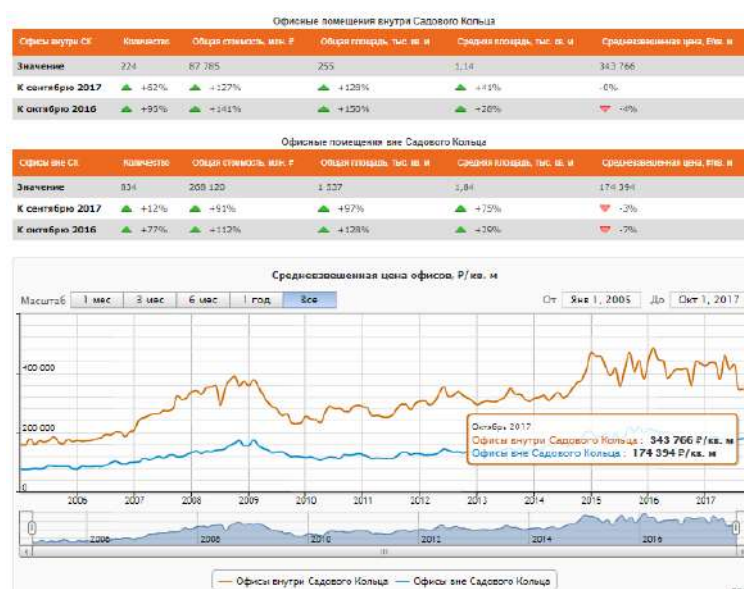 Офисные помещения внутри Садового Кольца
Офисы внутри СК Количество Общая стоимость, млн. ₽ Общая площадь, тыс. кв. м Средняя площадь, тыс. кв. м Средневзвешенная цена, ₽/кв. м
Значение 224 87 785 255 1,14 343 766
К сентябрю 2017 +62% +127% +128% +41% -0%
К октябрю 2016 +141% +28% -4%
Офисные помещения вне Садового Кольца
Офисы вне СК Количество Общая стоимость, млн. ₽ Общая площадь, тыс. кв. м Средняя площадь, тыс. кв. м Средневзвешенная цена, ₽/кв. м
Значение 834 268 120 1 537 1,84 174 394
К сентябрю 2017 +12% +91% +97% +75% -3%
К октябрю 2016 +77% +112% +128% +29% -7%
Средневзвешенная цена офисов, ₽/кв. м
Масштаб 1 мес 3 мес 6 мес 1 год Все От Янв 1, 2005 До Окт 1, 2017
400 000
200 000
0
Октябрь 2017
Офисы внутри Садового Кольца : 343 766 ₽/кв. м
Офисы вне Садового Кольца : 174 394 ₽/кв. м
2006 2007 2008 2009 2010 2011 2012 2013 2014 2015 2016 2017
2006 2008 2010 2012 2014 2016
Офисы внутри Садового Кольца Офисы вне Садового Кольца